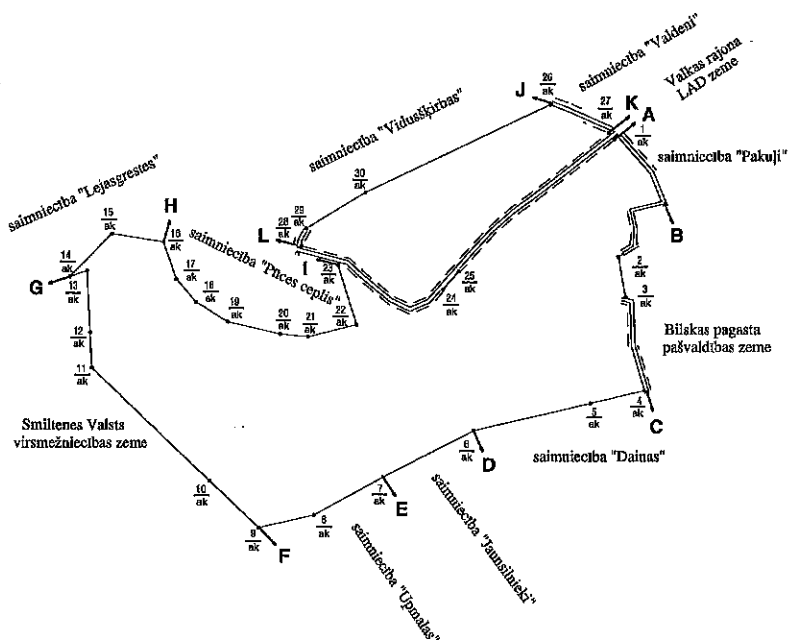 saimniecība "Valdeni"
Valkas rajona
LAD zeme
J
26
ak
27
ak
K
A
1
ak
saimniecība "Pakuļi"
saimniecība "Vidusšķirbas"
30
ak
saimniecība "Lejasgrestes"
15
ak
H
16
ak
saimniecība "Pūces ceplis"
L
28
ak
29
ak
I
23
ak
B
2
ak
3
ak
14
ak
G
13
ak
17
ak
18
ak
19
ak
20
ak
21
ak
22
ak
24
ak
25
ak
12
ak
11
ak
Bilskas pagasta
pašvaldības zeme
Smiltenes Valsts
virsmežniecības zeme
4
ak
C
5
ak
6
ak
D
saimniecība "Dainas"
10
ak
7
ak
E
8
ak
9
ak
F
saimniecība "Jaunsilnieki"
saimniecība "Upmalas"